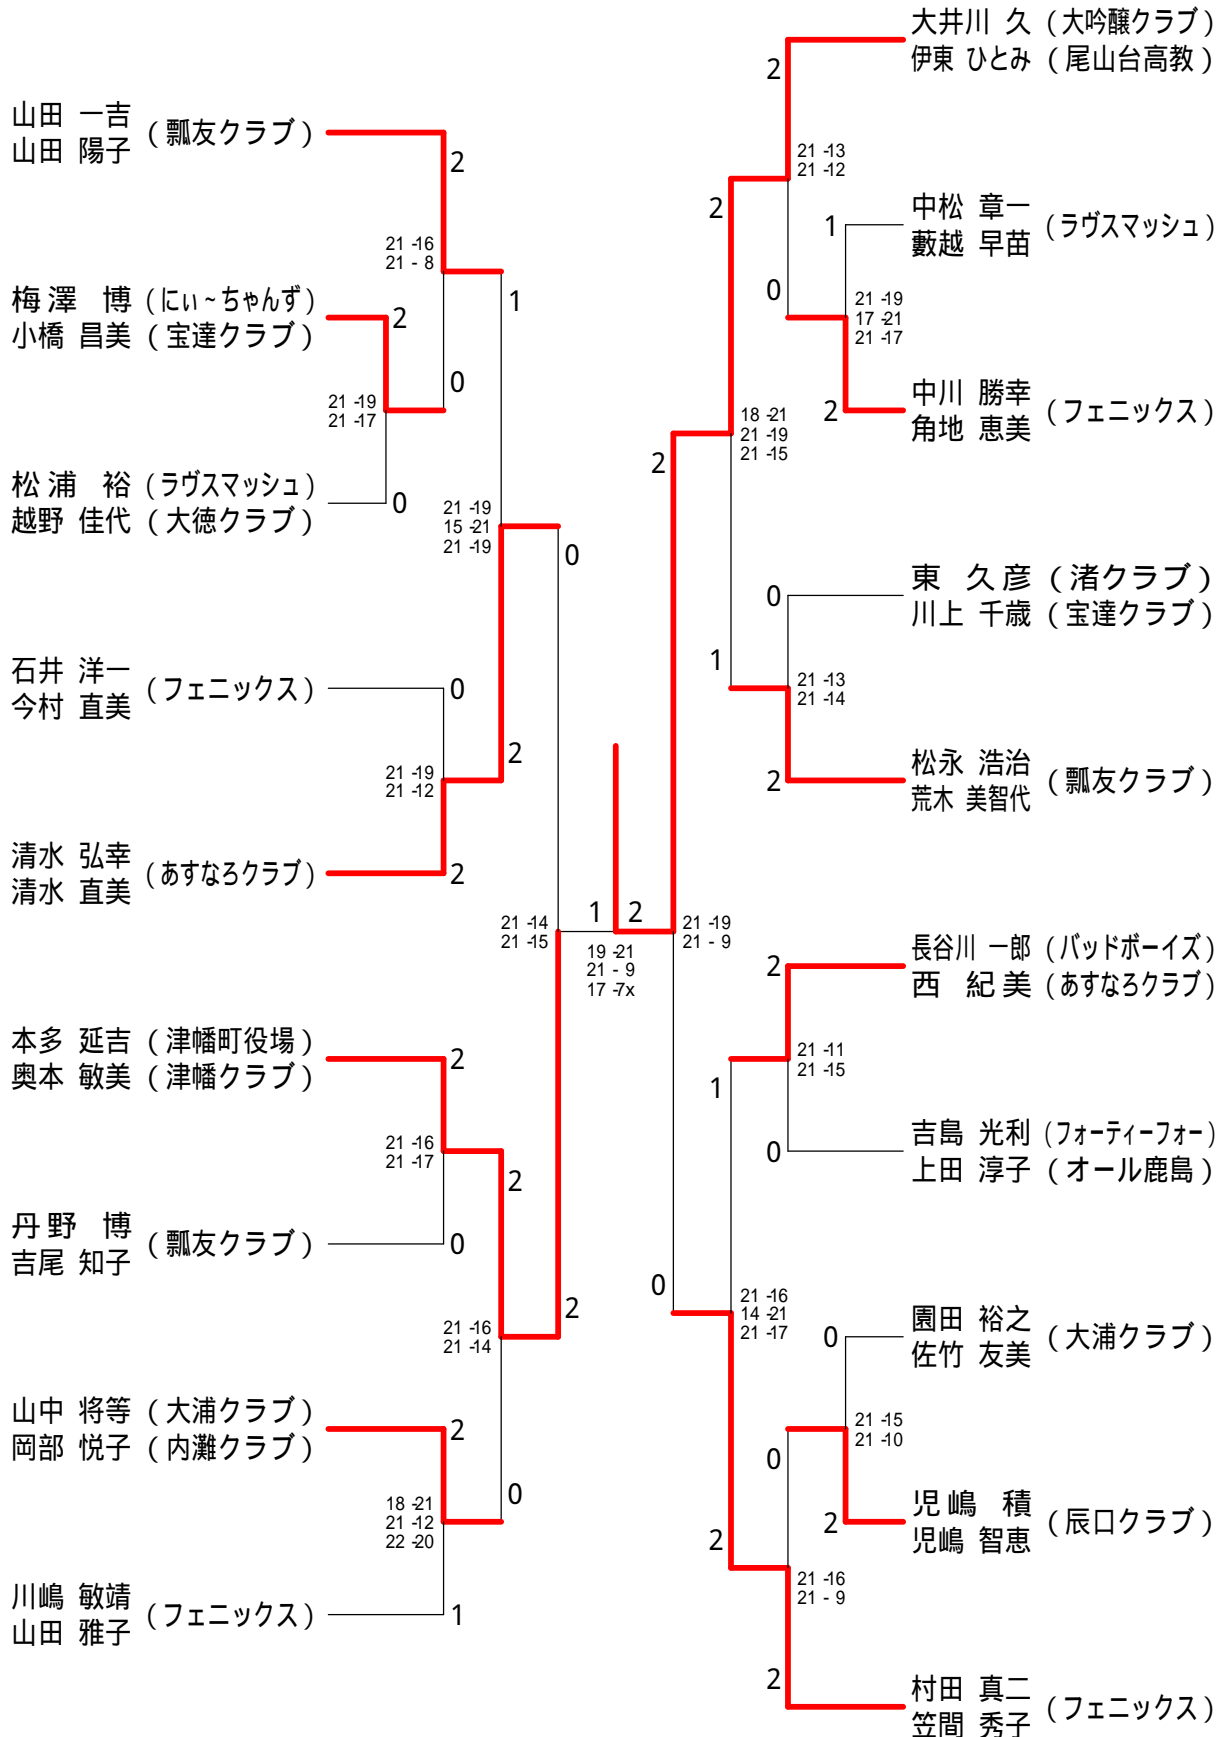 山田 一吉
山田 陽子
(瓢友クラブ)
2
21 -16
21 - 8
梅澤 博 (にぃ~ちゃんず)
小橋 昌美 (宝達クラブ)
2
1
0
21 -19
21 -17
松浦 裕 (ラヴスマッシュ)
越野 佳代 (大徳クラブ)
0
21 -19
15 -21
21 -19
0
石井 洋一
今村 直美
(フェニックス)
0
2
21 -19
21 -12
清水 弘幸
清水 直美
(あすなろクラブ)
2
21 -14
21 -15
1
2
19 -21
21 - 9
17 -7x
本多 延吉 (津幡町役場)
奥本 敏美 (津幡クラブ)
2
21 -16
21 -17
2
丹野 博
吉尾 知子
(瓢友クラブ)
0
2
21 -16
21 -14
山中 将等 (大浦クラブ)
岡部 悦子 (内灘クラブ)
2
0
18 -21
21 -12
22 -20
川嶋 敏靖
山田 雅子
(フェニックス)
1
大井川 久 (大吟醸クラブ)
伊東 ひとみ (尾山台高教)
2
21 -13
21 -12
2
中松 章一
藪越 早苗
(ラヴスマッシュ)
1
0
21 -19
17 -21
21 -17
中川 勝幸
角地 恵美
(フェニックス)
2
18 -21
21 -19
21 -15
2
東 久彦 (渚クラブ)
川上 千歳 (宝達クラブ)
0
1
21 -13
21 -14
松永 浩治
荒木 美智代
(瓢友クラブ)
2
21 -19
21 - 9
長谷川 一郎 (バッドボーイズ)
西 紀美 (あすなろクラブ)
2
21 -11
21 -15
1
吉島 光利 (フォーティーフォー)
上田 淳子 (オール鹿島)
0
0
21 -16
14 -21
21 -17
園田 裕之
佐竹 友美
(大浦クラブ)
0
21 -15
21 -10
0
児嶋 積
児嶋 智恵
(辰口クラブ)
2
2
21 -16
21 - 9
村田 真二
笠間 秀子
(フェニックス)
2